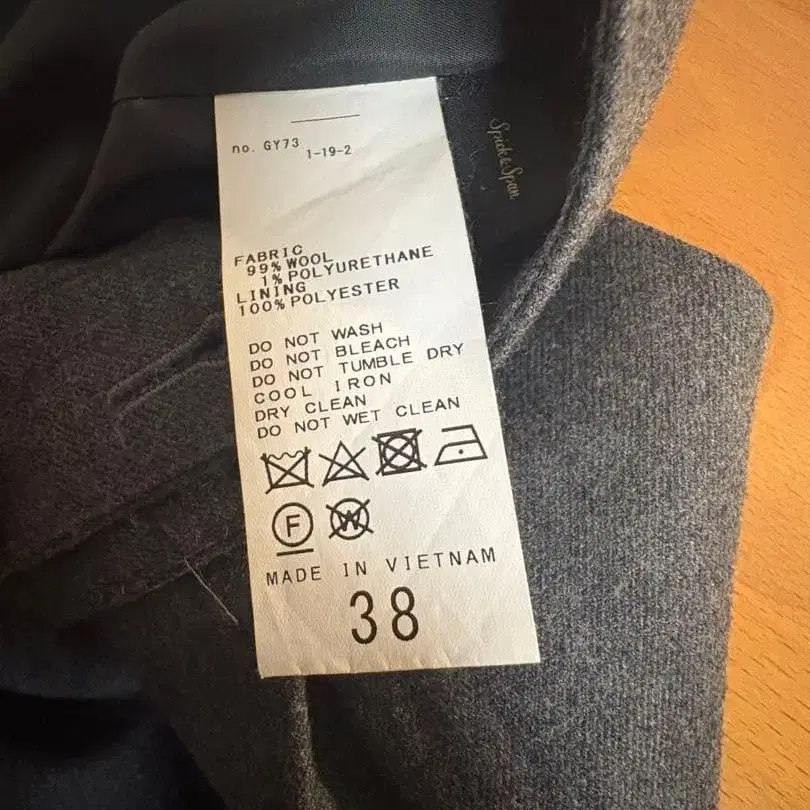 no. GY73 1-19-2
Spick&Span
FABRIC
99% WOOL
1% POLYURETHANE
LINING
100% POLYESTER
DO NOT WASH
DO NOT BLEACH
DO NOT TUMBLE DRY
COOL IRON
DRY CLEAN
DO NOT WET CLEAN
F W
MADE IN VIETNAM
38